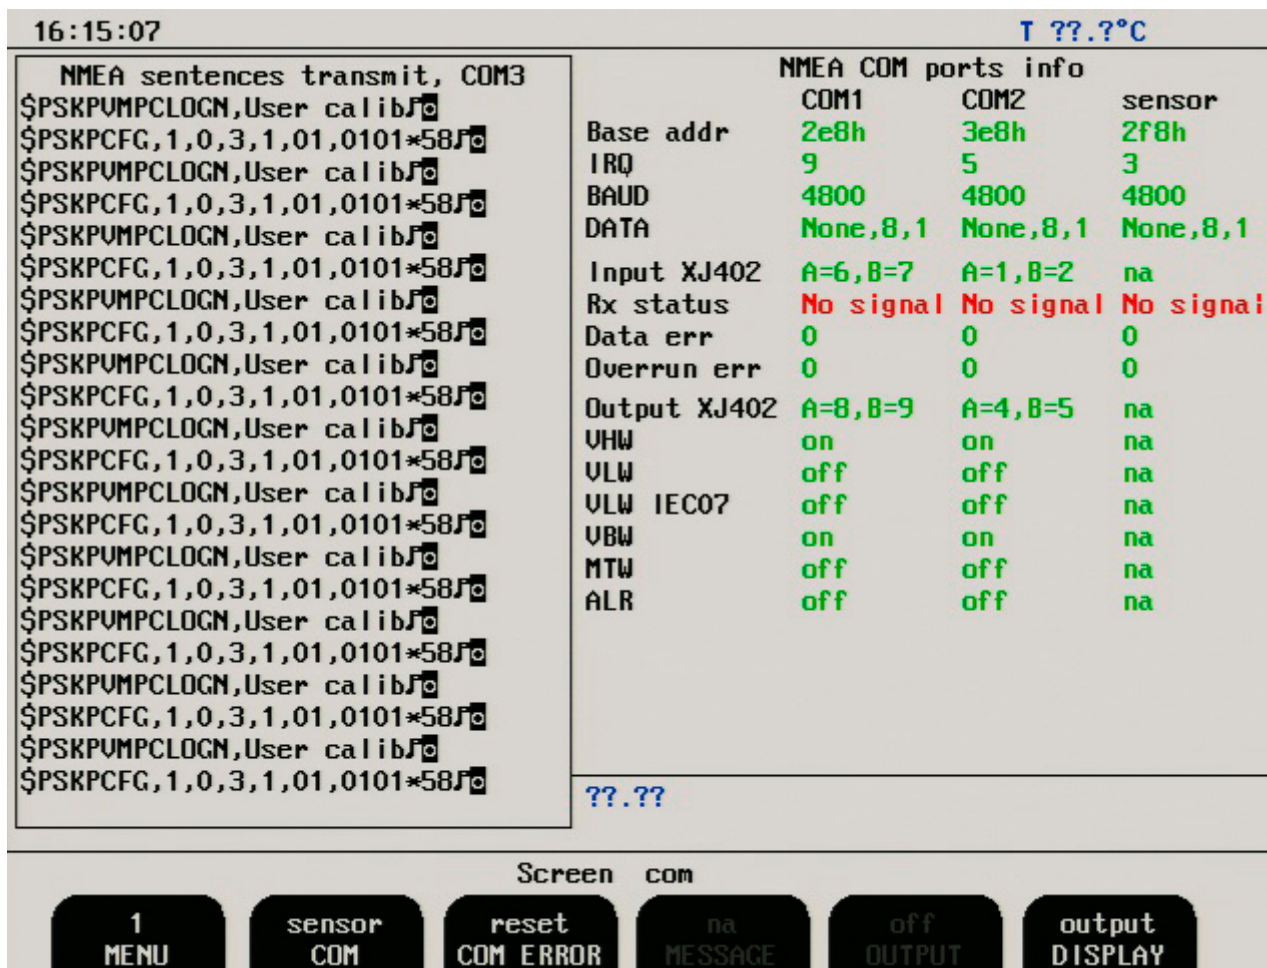 16:15:07
T ??.?°C
NMEA sentences transmit, COM3
$PSKPVMPCLOGN,User calib♪◙
$PSKPCFG,1,0,3,1,01,0101*58♪◙
$PSKPVMPCLOGN,User calib♪◙
$PSKPCFG,1,0,3,1,01,0101*58♪◙
$PSKPVMPCLOGN,User calib♪◙
$PSKPCFG,1,0,3,1,01,0101*58♪◙
$PSKPVMPCLOGN,User calib♪◙
$PSKPCFG,1,0,3,1,01,0101*58♪◙
$PSKPVMPCLOGN,User calib♪◙
$PSKPCFG,1,0,3,1,01,0101*58♪◙
$PSKPVMPCLOGN,User calib♪◙
$PSKPCFG,1,0,3,1,01,0101*58♪◙
$PSKPVMPCLOGN,User calib♪◙
$PSKPCFG,1,0,3,1,01,0101*58♪◙
$PSKPVMPCLOGN,User calib♪◙
$PSKPCFG,1,0,3,1,01,0101*58♪◙
$PSKPVMPCLOGN,User calib♪◙
$PSKPCFG,1,0,3,1,01,0101*58♪◙
$PSKPVMPCLOGN,User calib♪◙
$PSKPCFG,1,0,3,1,01,0101*58♪◙
$PSKPVMPCLOGN,User calib♪◙
$PSKPCFG,1,0,3,1,01,0101*58♪◙
NMEA COM ports info
COM1 COM2 sensor
Base addr 2e8h 3e8h 2f8h
IRQ 9 5 3
BAUD 4800 4800 4800
DATA None,8,1 None,8,1 None,8,1
Input XJ402 A=6,B=7 A=1,B=2 na
Rx status No signal No signal No signal
Data err 0 0 0
Overrun err 0 0 0
Output XJ402 A=8,B=9 A=4,B=5 na
VHW on on na
VLW off off na
VLW IEC07 off off na
VBW on on na
MTW off off na
ALR off off na
??.??
Screen com
1 MENU
sensor COM
reset COM ERROR
na MESSAGE
off OUTPUT
output DISPLAY